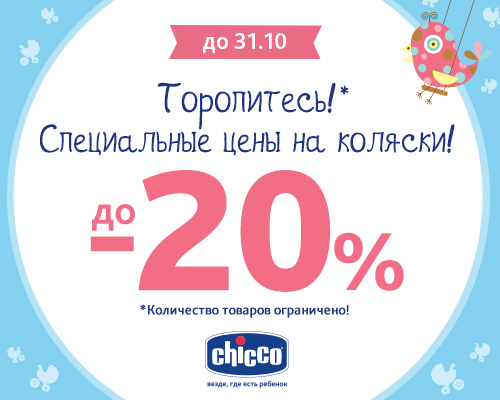 до 31.10
Торопитесь!*
Специальные цены на коляски!
до
-20%
*Количество товаров ограничено!
chicco
везде, где есть ребенок